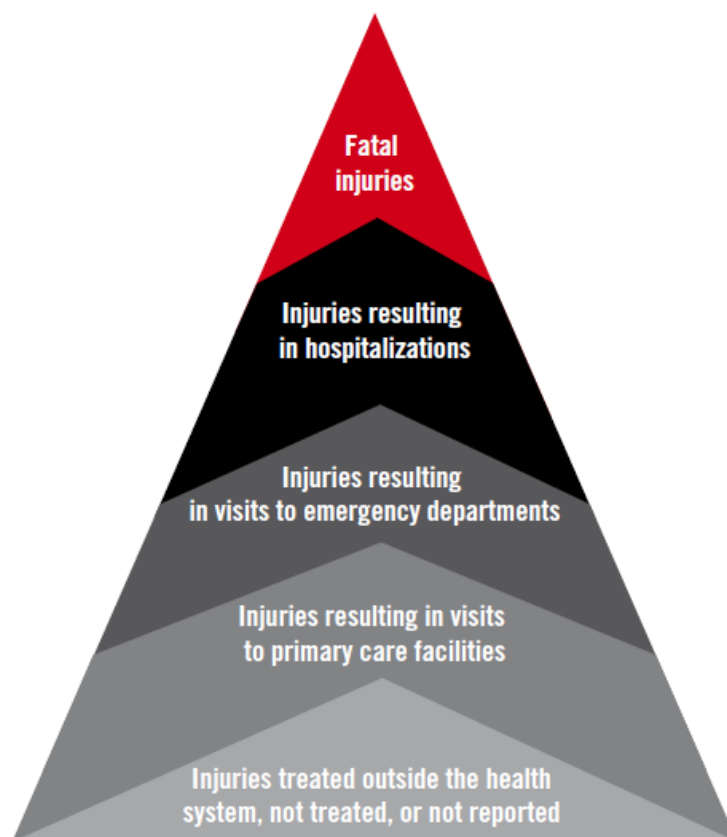 Fatal
injuries
Injuries resulting
in hospitalizations
Injuries resulting
in visits to emergency departments
Injuries resulting in visits
to primary care facilities
Injuries treated outside the health
system, not treated, or not reported